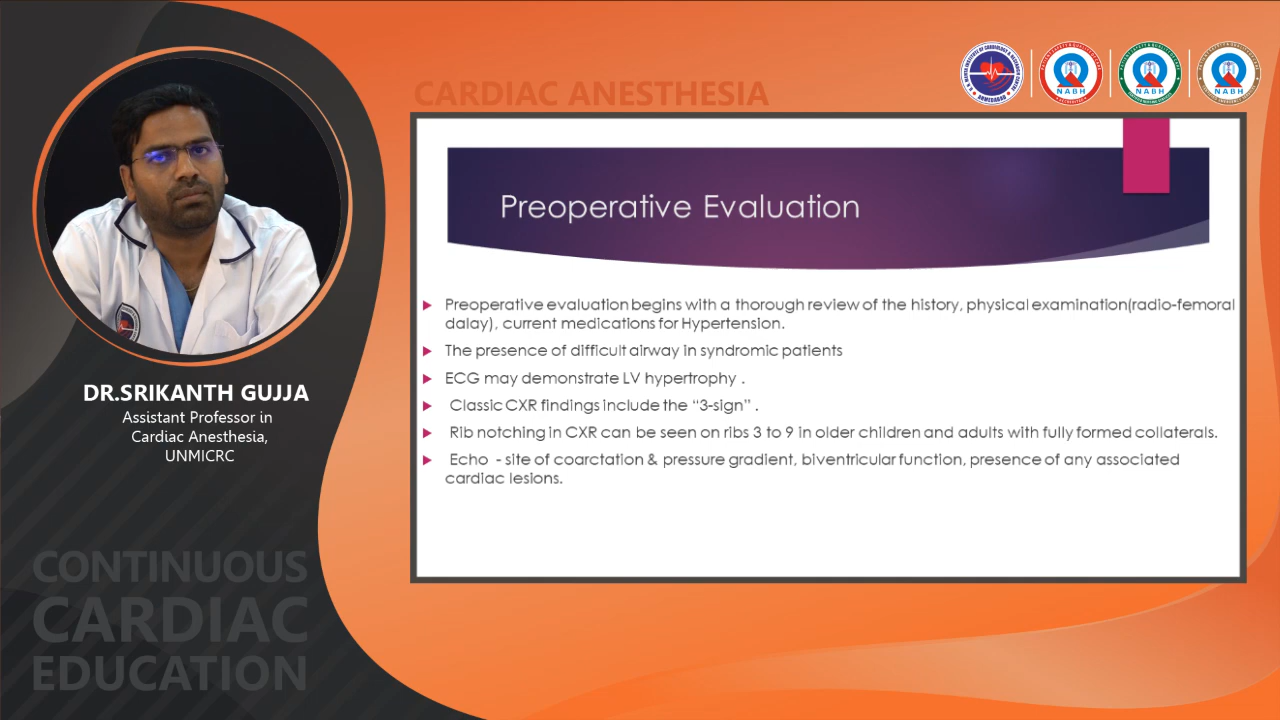 CARDIAC ANESTHESIA
NABH
NABH
NABH
Preoperative Evaluation
Preoperative evaluation begins with a thorough review of the history, physical examination(radio-femoral
dalay), current medications for Hypertension.
The presence of difficult airway in syndromic patients
ECG may demonstrate LV hypertrophy .
Classic CXR findings include the “3-sign” .
Rib notching in CXR can be seen on ribs 3 to 9 in older children and adults with fully formed collaterals.
Echo - site of coarctation & pressure gradient, biventricular function, presence of any associated
cardiac lesions.
DR.SRIKANTH GUJJA
Assistant Professor in
Cardiac Anesthesia,
UNMICRC
CONTINUOUS
CARDIAC
EDUCATION